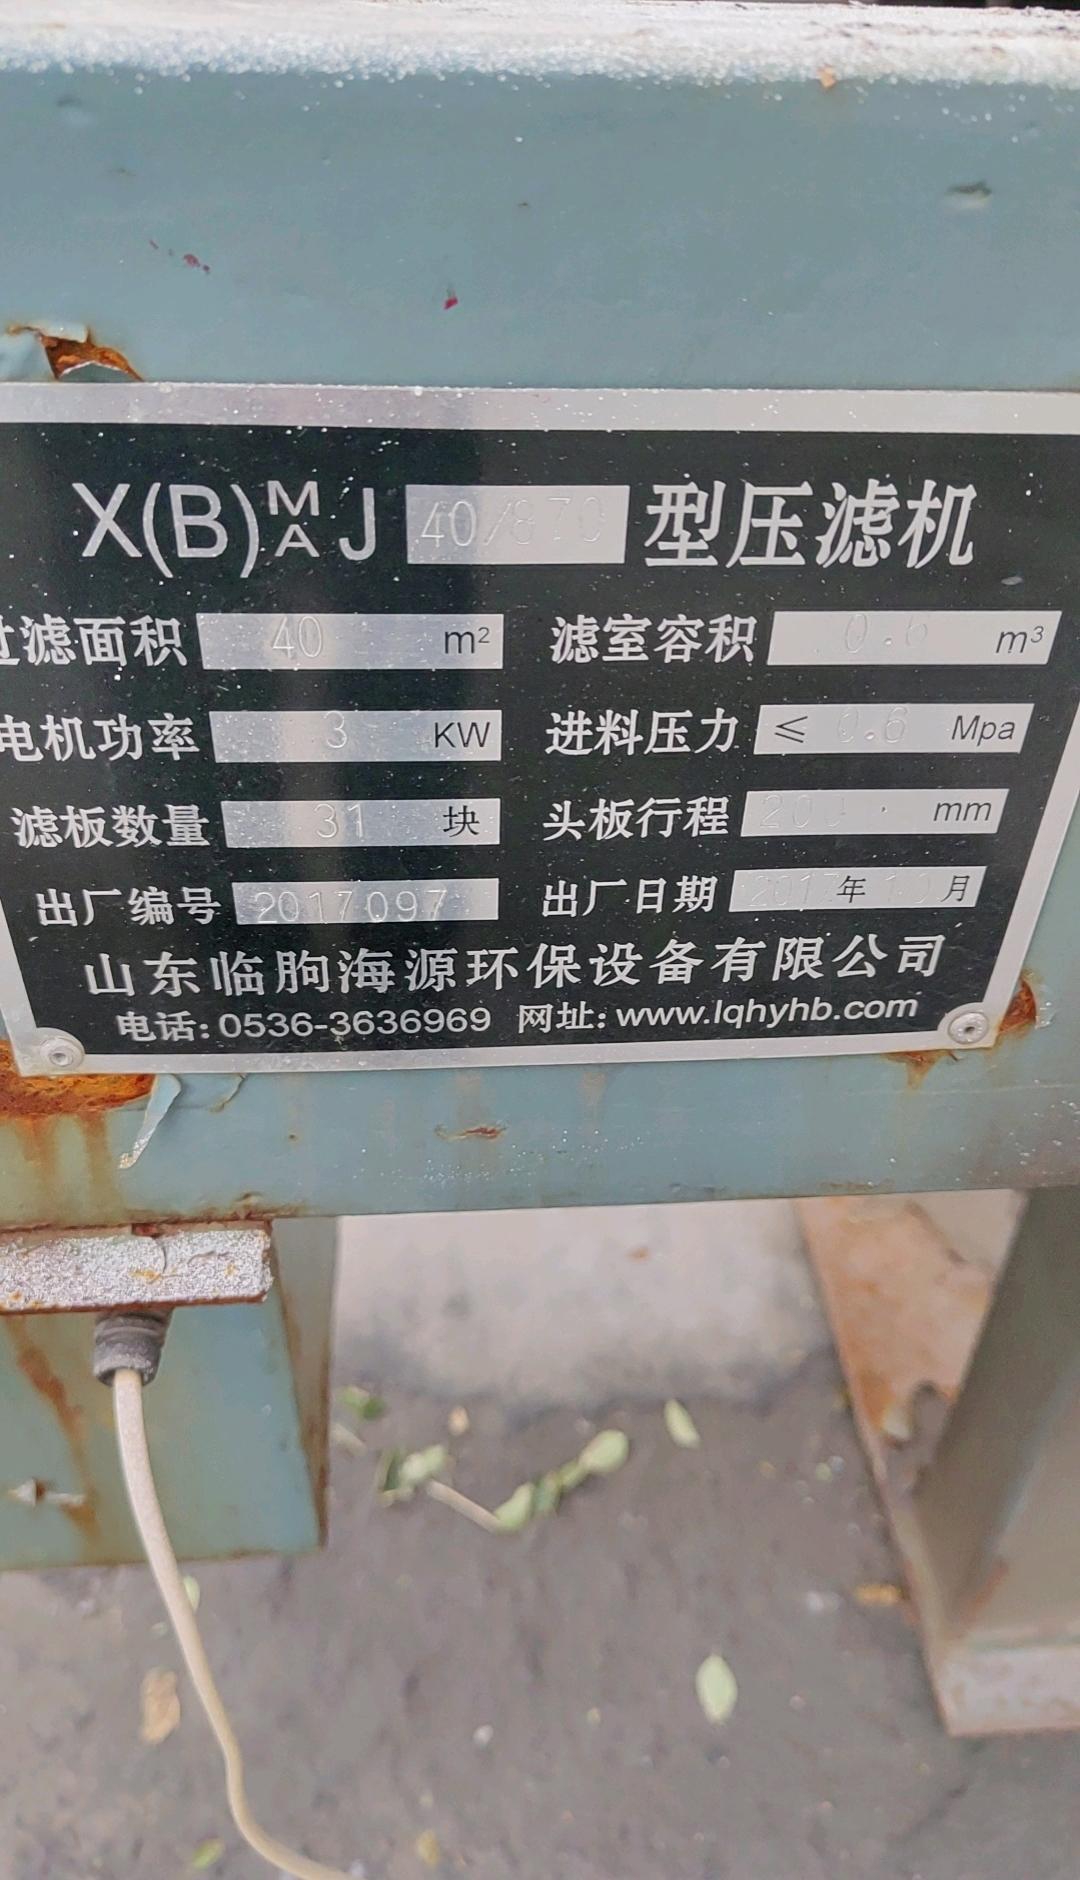 X(B)MAJ 40/870 型压滤机
过滤面积 40 m² 滤室容积 0.6 m³
电机功率 3 KW 进料压力 ≤ 0.6 Mpa
滤板数量 31 块 头板行程 200 mm
出厂编号 2017097 出厂日期 2017 年 10 月
山东临朐海源环保设备有限公司
电话: 0536-3636969 网址: www.lqhyhb.com